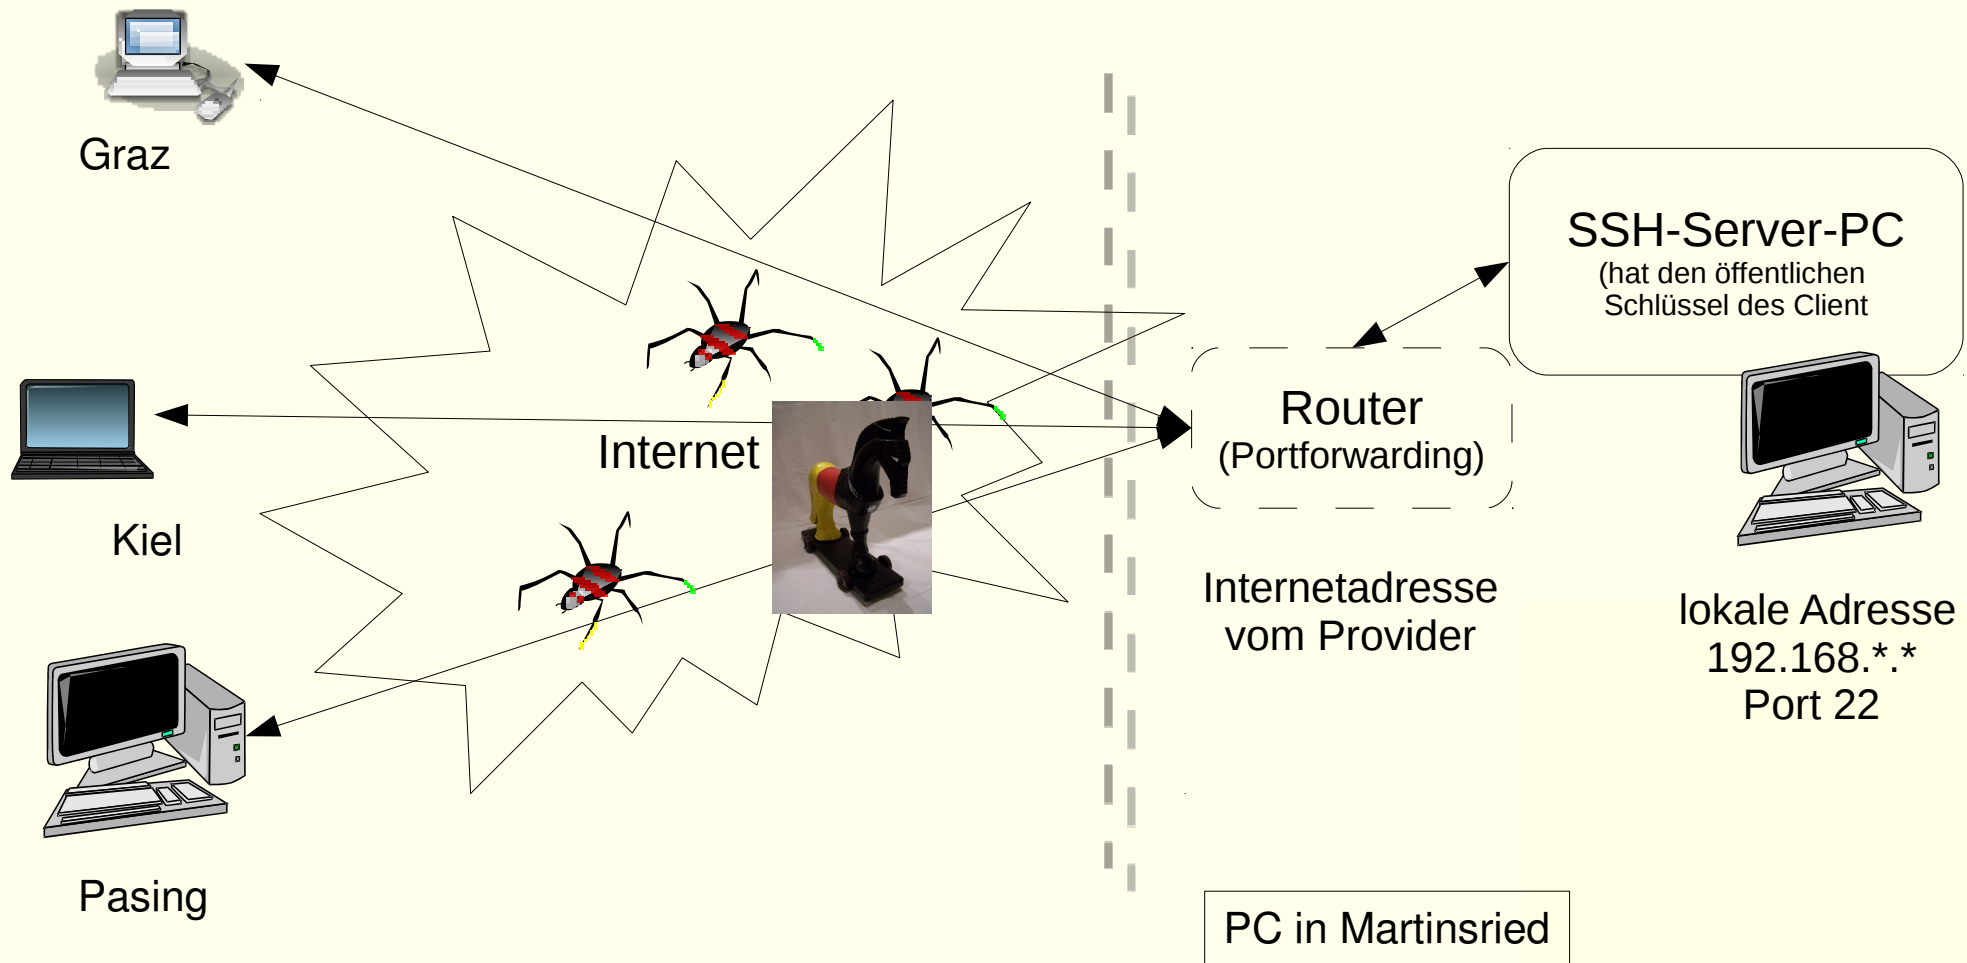 Graz
SSH-Server-PC
(hat den öffentlichen
Schlüssel des Client
Router
(Portforwarding)
Internet
Kiel
Internetadresse
vom Provider
lokale Adresse
192.168.*.*
Port 22
Pasing
PC in Martinsried